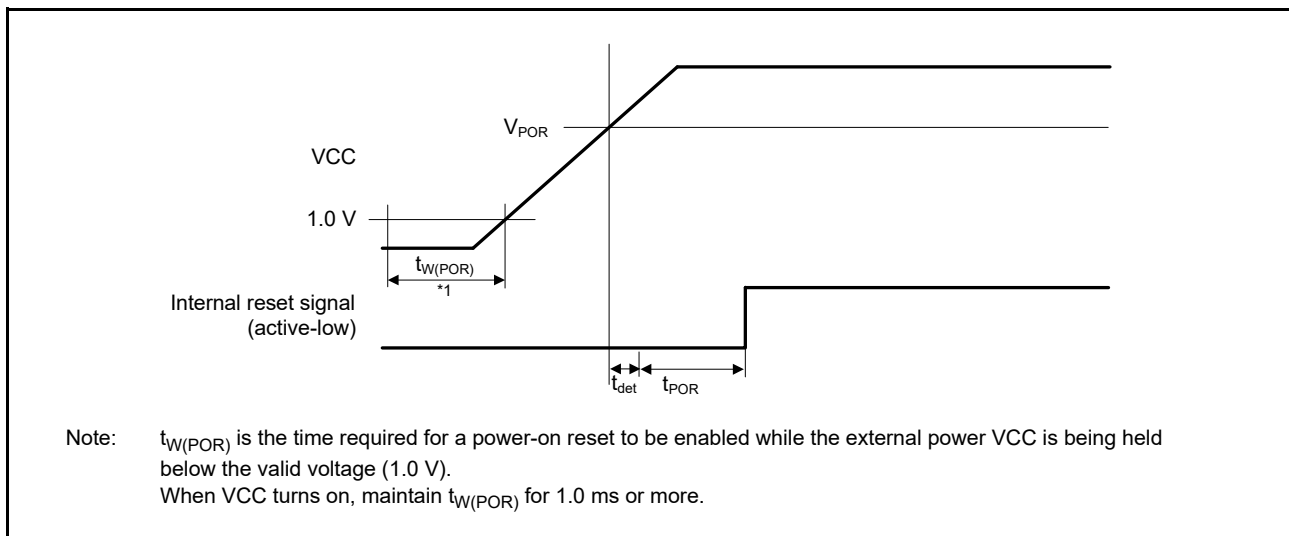 V_POR
VCC
1.0 V
t_W(POR)
*1
Internal reset signal
(active-low)
t_det
t_POR
Note: t_W(POR) is the time required for a power-on reset to be enabled while the external power VCC is being held
below the valid voltage (1.0 V).
When VCC turns on, maintain t_W(POR) for 1.0 ms or more.